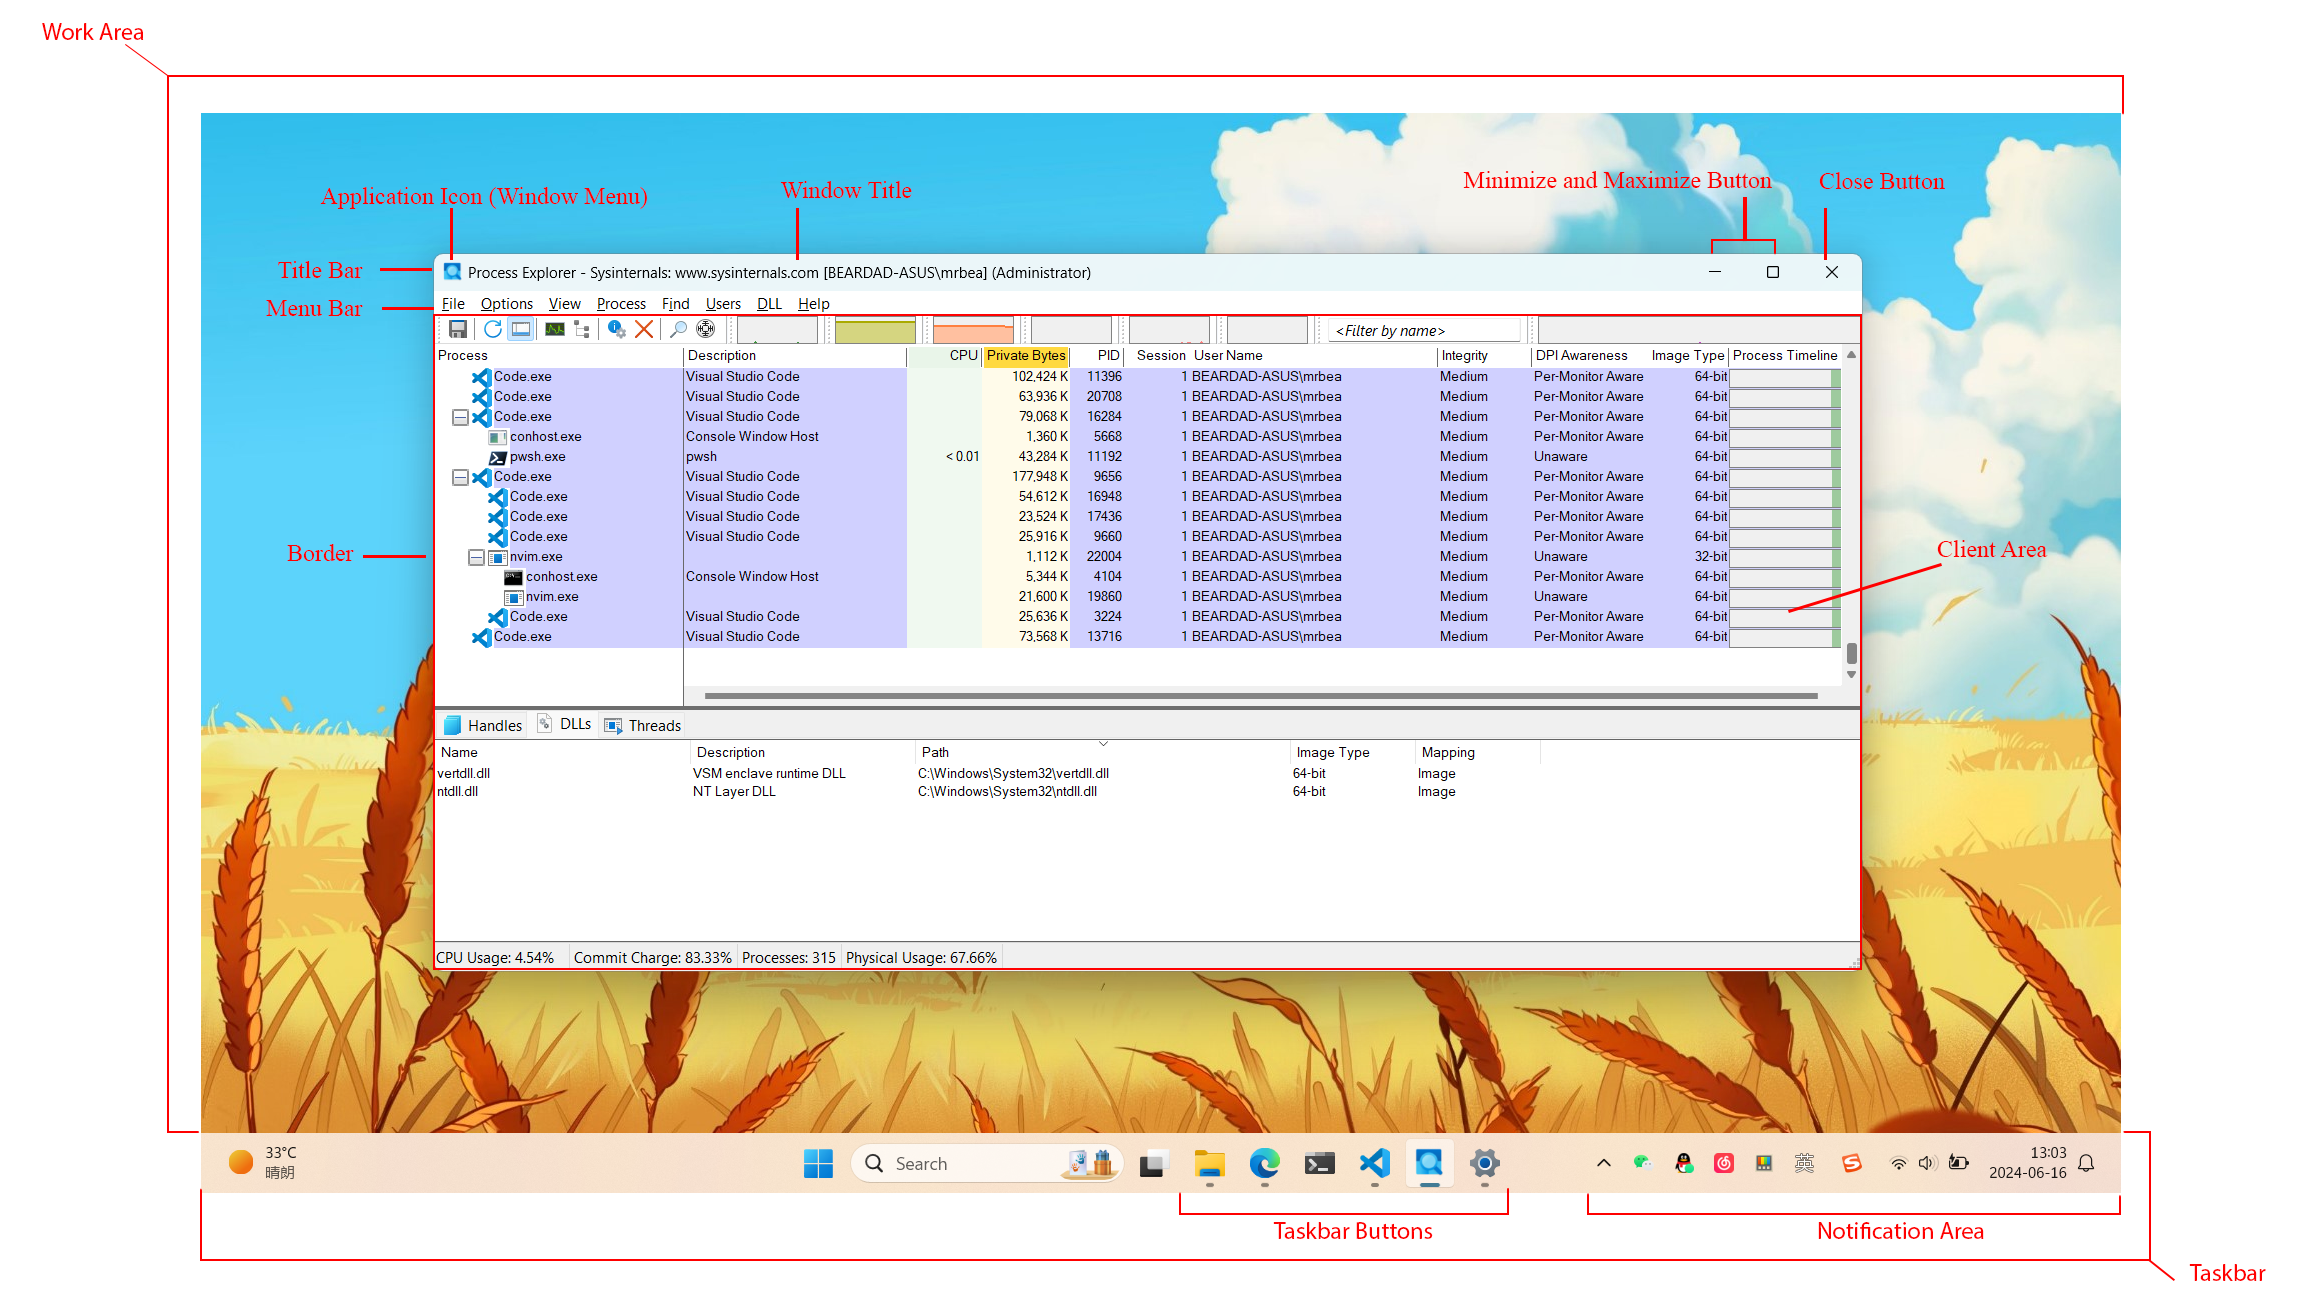 Work Area
Application Icon (Window Menu)
Window Title
Minimize and Maximize Button
Close Button
Title Bar
Process Explorer - Sysinternals: www.sysinternals.com [BEARDAD-ASUS\mrbea] (Administrator)
Menu Bar
File Options View Process Find Users DLL Help
<Filter by name>
Process Description CPU Private Bytes PID Session User Name Integrity DPI Awareness Image Type Process Timeline
Code.exe Visual Studio Code 102,424 K 11396 1 BEARDAD-ASUS\mrbea Medium Per-Monitor Aware 64-bit
Code.exe Visual Studio Code 63,936 K 20708 1 BEARDAD-ASUS\mrbea Medium Per-Monitor Aware 64-bit
Code.exe Visual Studio Code 79,068 K 16284 1 BEARDAD-ASUS\mrbea Medium Per-Monitor Aware 64-bit
conhost.exe Console Window Host 1,360 K 5668 1 BEARDAD-ASUS\mrbea Medium Per-Monitor Aware 64-bit
pwsh.exe pwsh < 0.01 43,284 K 11192 1 BEARDAD-ASUS\mrbea Medium Unaware 64-bit
Code.exe Visual Studio Code 177,948 K 9656 1 BEARDAD-ASUS\mrbea Medium Per-Monitor Aware 64-bit
Code.exe Visual Studio Code 54,612 K 16948 1 BEARDAD-ASUS\mrbea Medium Per-Monitor Aware 64-bit
Code.exe Visual Studio Code 23,524 K 17436 1 BEARDAD-ASUS\mrbea Medium Per-Monitor Aware 64-bit
Code.exe Visual Studio Code 25,916 K 9660 1 BEARDAD-ASUS\mrbea Medium Per-Monitor Aware 64-bit
Border
nvim.exe 1,112 K 22004 1 BEARDAD-ASUS\mrbea Medium Unaware 32-bit
Client Area
conhost.exe Console Window Host 5,344 K 4104 1 BEARDAD-ASUS\mrbea Medium Per-Monitor Aware 64-bit
nvim.exe 21,600 K 19860 1 BEARDAD-ASUS\mrbea Medium Unaware 64-bit
Code.exe Visual Studio Code 25,636 K 3224 1 BEARDAD-ASUS\mrbea Medium Per-Monitor Aware 64-bit
Code.exe Visual Studio Code 73,568 K 13716 1 BEARDAD-ASUS\mrbea Medium Per-Monitor Aware 64-bit
Handles DLLs Threads
Name Description Path Image Type Mapping
vertdll.dll VSM enclave runtime DLL C:\Windows\System32\vertdll.dll 64-bit Image
ntdll.dll NT Layer DLL C:\Windows\System32\ntdll.dll 64-bit Image
CPU Usage: 4.54% Commit Charge: 83.33% Processes: 315 Physical Usage: 67.66%
33°C
晴朗
Search
英
13:03
2024-06-16
Taskbar Buttons
Notification Area
Taskbar